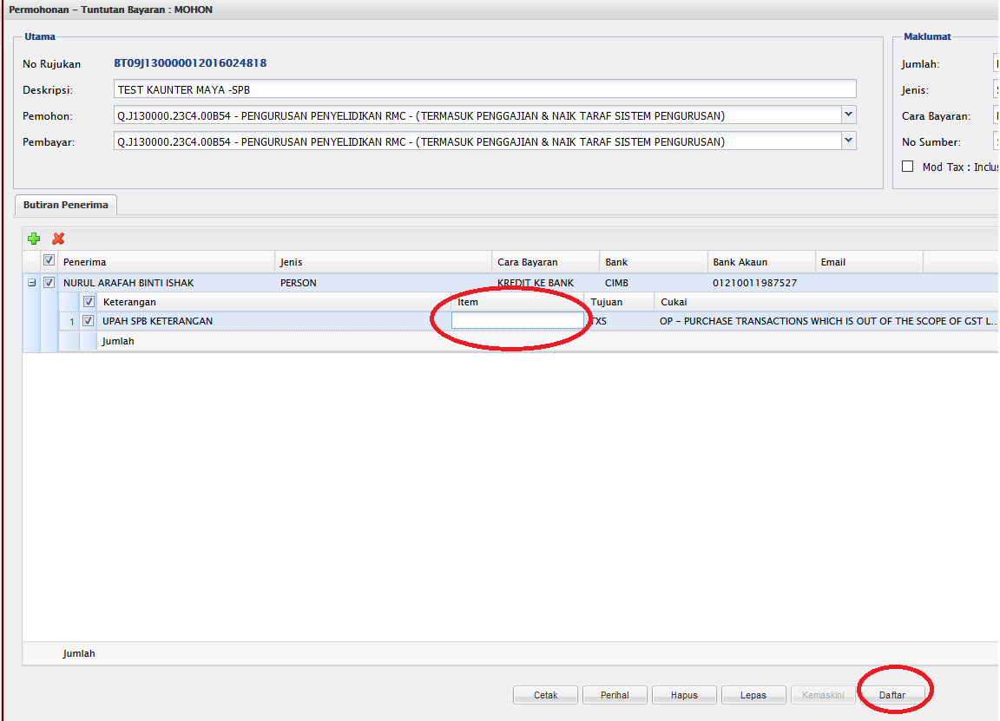 Permohonan - Tuntutan Bayaran : MOHON
Utama
No Rujukan BT09J130000012016024818
Deskripsi: TEST KAUNTER MAYA -SPB
Pemohon: Q.J130000.23C4.00B54 - PENGURUSAN PENYELIDIKAN RMC - (TERMASUK PENGGAJIAN & NAIK TARAF SISTEM PENGURUSAN)
Pembayar: Q.J130000.23C4.00B54 - PENGURUSAN PENYELIDIKAN RMC - (TERMASUK PENGGAJIAN & NAIK TARAF SISTEM PENGURUSAN)
Maklumat
Jumlah:
Jenis:
Cara Bayaran:
No Sumber:
Mod Tax : Inclus
Butiran Penerima
Penerima Jenis Cara Bayaran Bank Bank Akaun Email
NURUL ARAFAH BINTI ISHAK PERSON KREDIT KE BANK CIMB 01210011987527
Keterangan Item Tujuan Cukai
1 UPAH SPB KETERANGAN TXS OP - PURCHASE TRANSACTIONS WHICH IS OUT OF THE SCOPE OF GST L...
Jumlah
Jumlah
Cetak Perihal Hapus Lepas Kemaskini Daftar